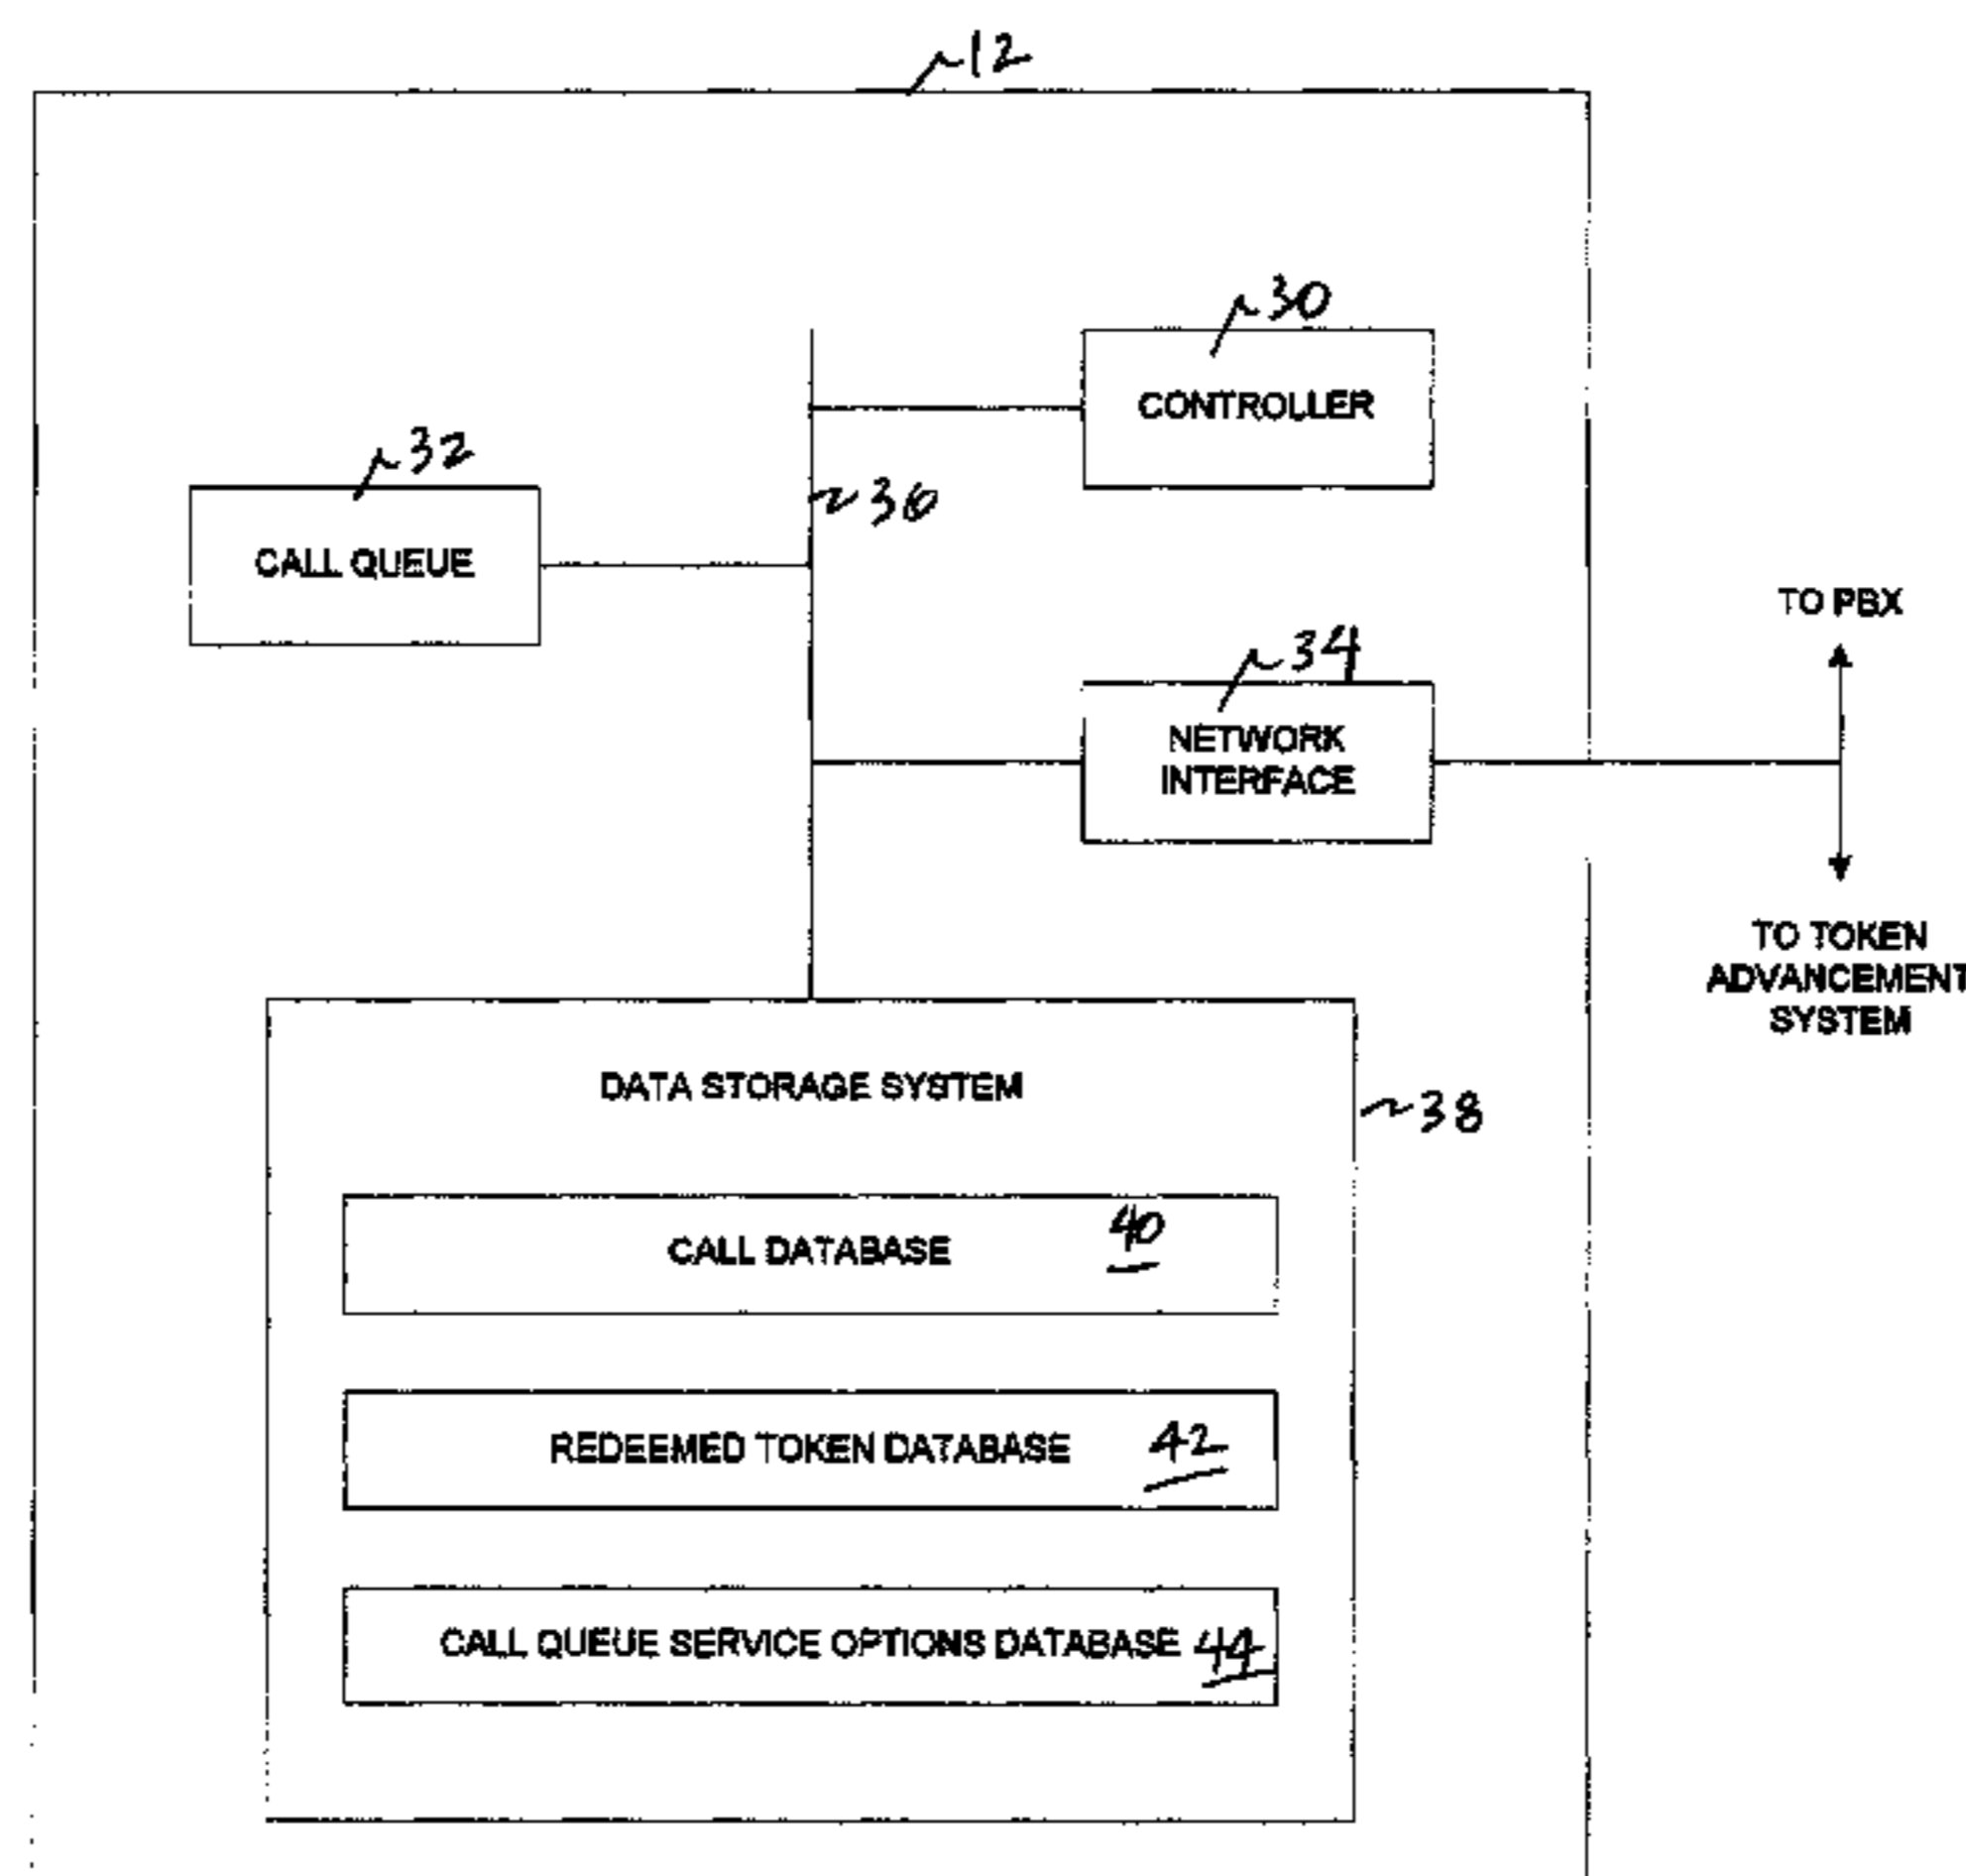 12
30
CONTROLLER
32
36
CALL QUEUE
TO PBX
34
NETWORK
INTERFACE
TO TOKEN
ADVANCEMENT
SYSTEM
DATA STORAGE SYSTEM
38
CALL DATABASE 40
REDEEMED TOKEN DATABASE 42
CALL QUEUE SERVICE OPTIONS DATABASE 44